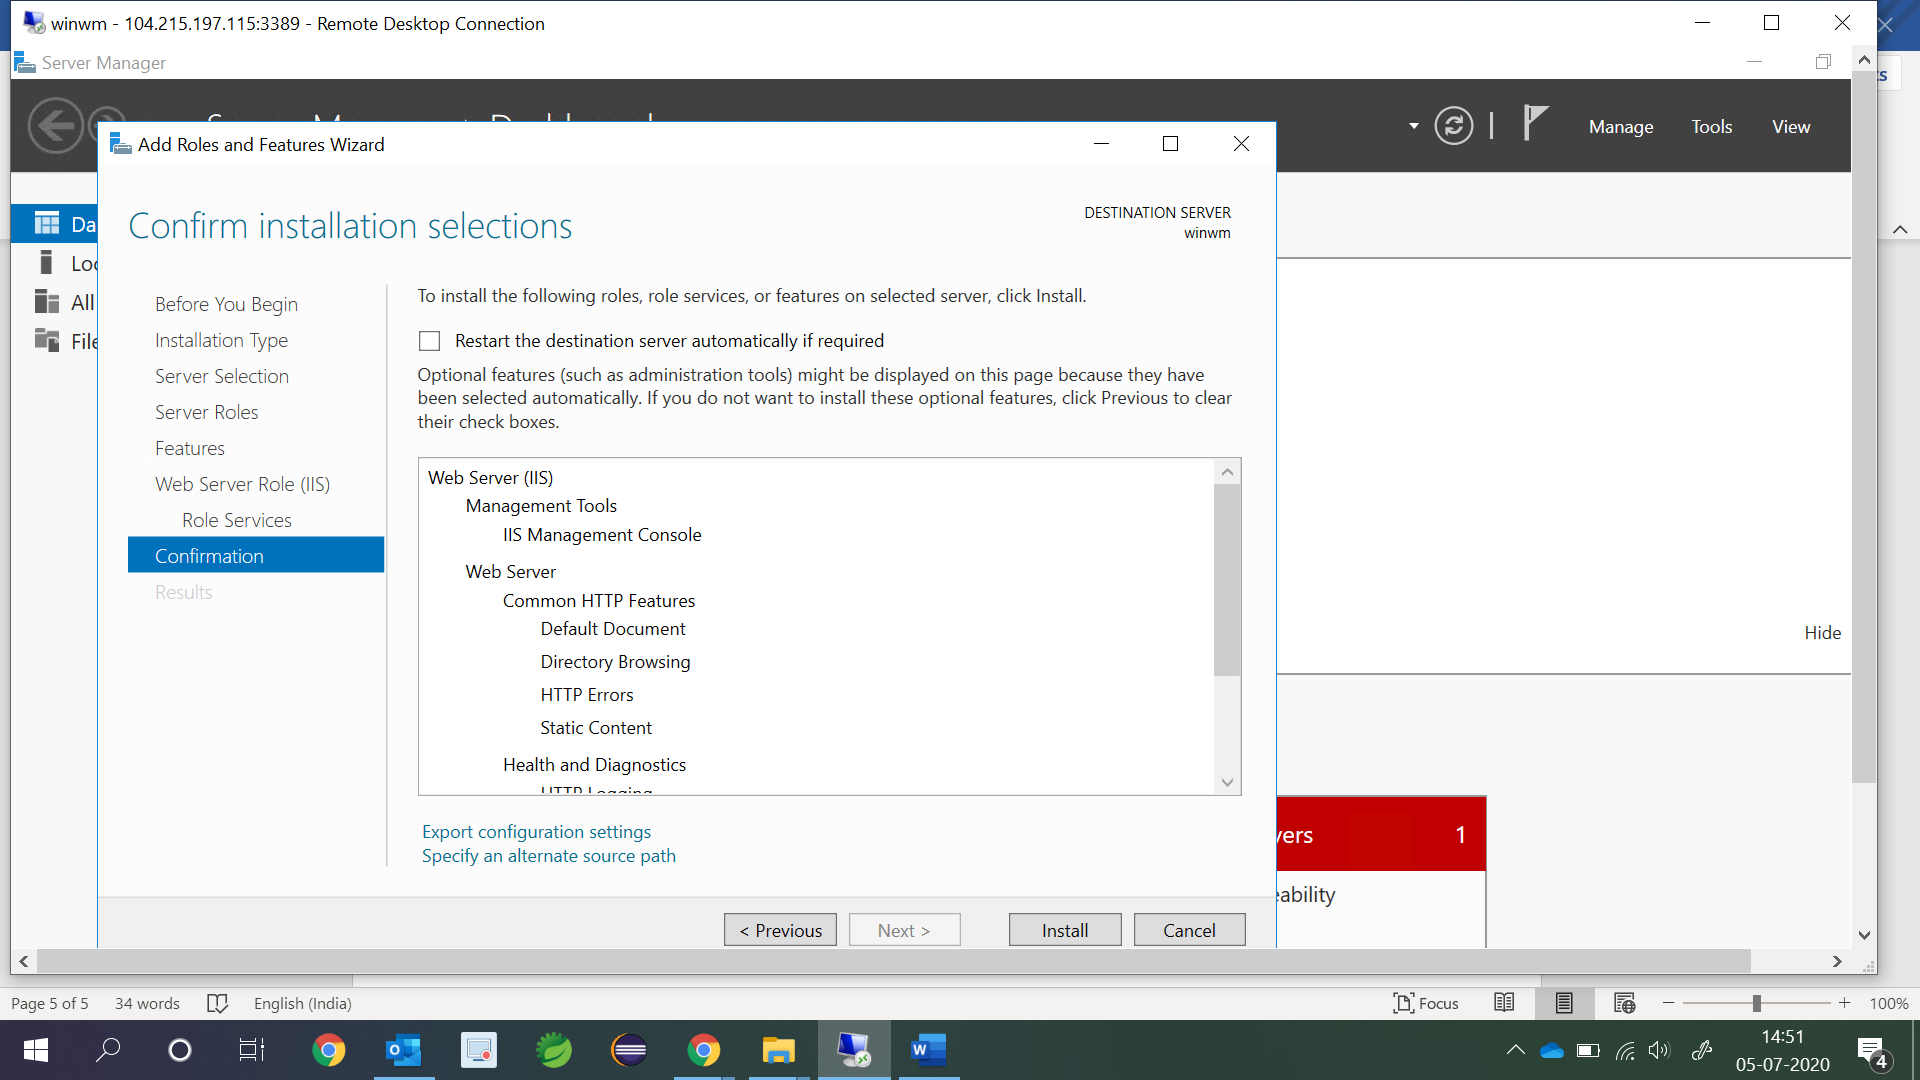 winwm - 104.215.197.115:3389 - Remote Desktop Connection
Server Manager
Manage Tools View
Add Roles and Features Wizard
Confirm installation selections
DESTINATION SERVER
winwm
Before You Begin
Installation Type
Server Selection
Server Roles
Features
Web Server Role (IIS)
Role Services
Confirmation
Results
To install the following roles, role services, or features on selected server, click Install.
Restart the destination server automatically if required
Optional features (such as administration tools) might be displayed on this page because they have
been selected automatically. If you do not want to install these optional features, click Previous to clear
their check boxes.
Web Server (IIS)
Management Tools
IIS Management Console
Web Server
Common HTTP Features
Default Document
Directory Browsing
HTTP Errors
Static Content
Health and Diagnostics
HTTP Logging
Export configuration settings
Specify an alternate source path
< Previous
Next >
Install
Cancel
Da
Loc
All
File
Hide
vers 1
eability
Page 5 of 5
34 words
English (India)
Focus
100%
14:51
05-07-2020
4